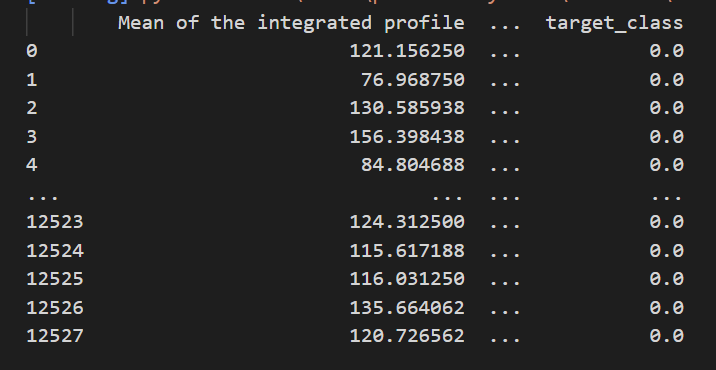 Mean of the integrated profile ... target_class
0 121.156250 ... 0.0
1 76.968750 ... 0.0
2 130.585938 ... 0.0
3 156.398438 ... 0.0
4 84.804688 ... 0.0
... ... ... ...
12523 124.312500 ... 0.0
12524 115.617188 ... 0.0
12525 116.031250 ... 0.0
12526 135.664062 ... 0.0
12527 120.726562 ... 0.0